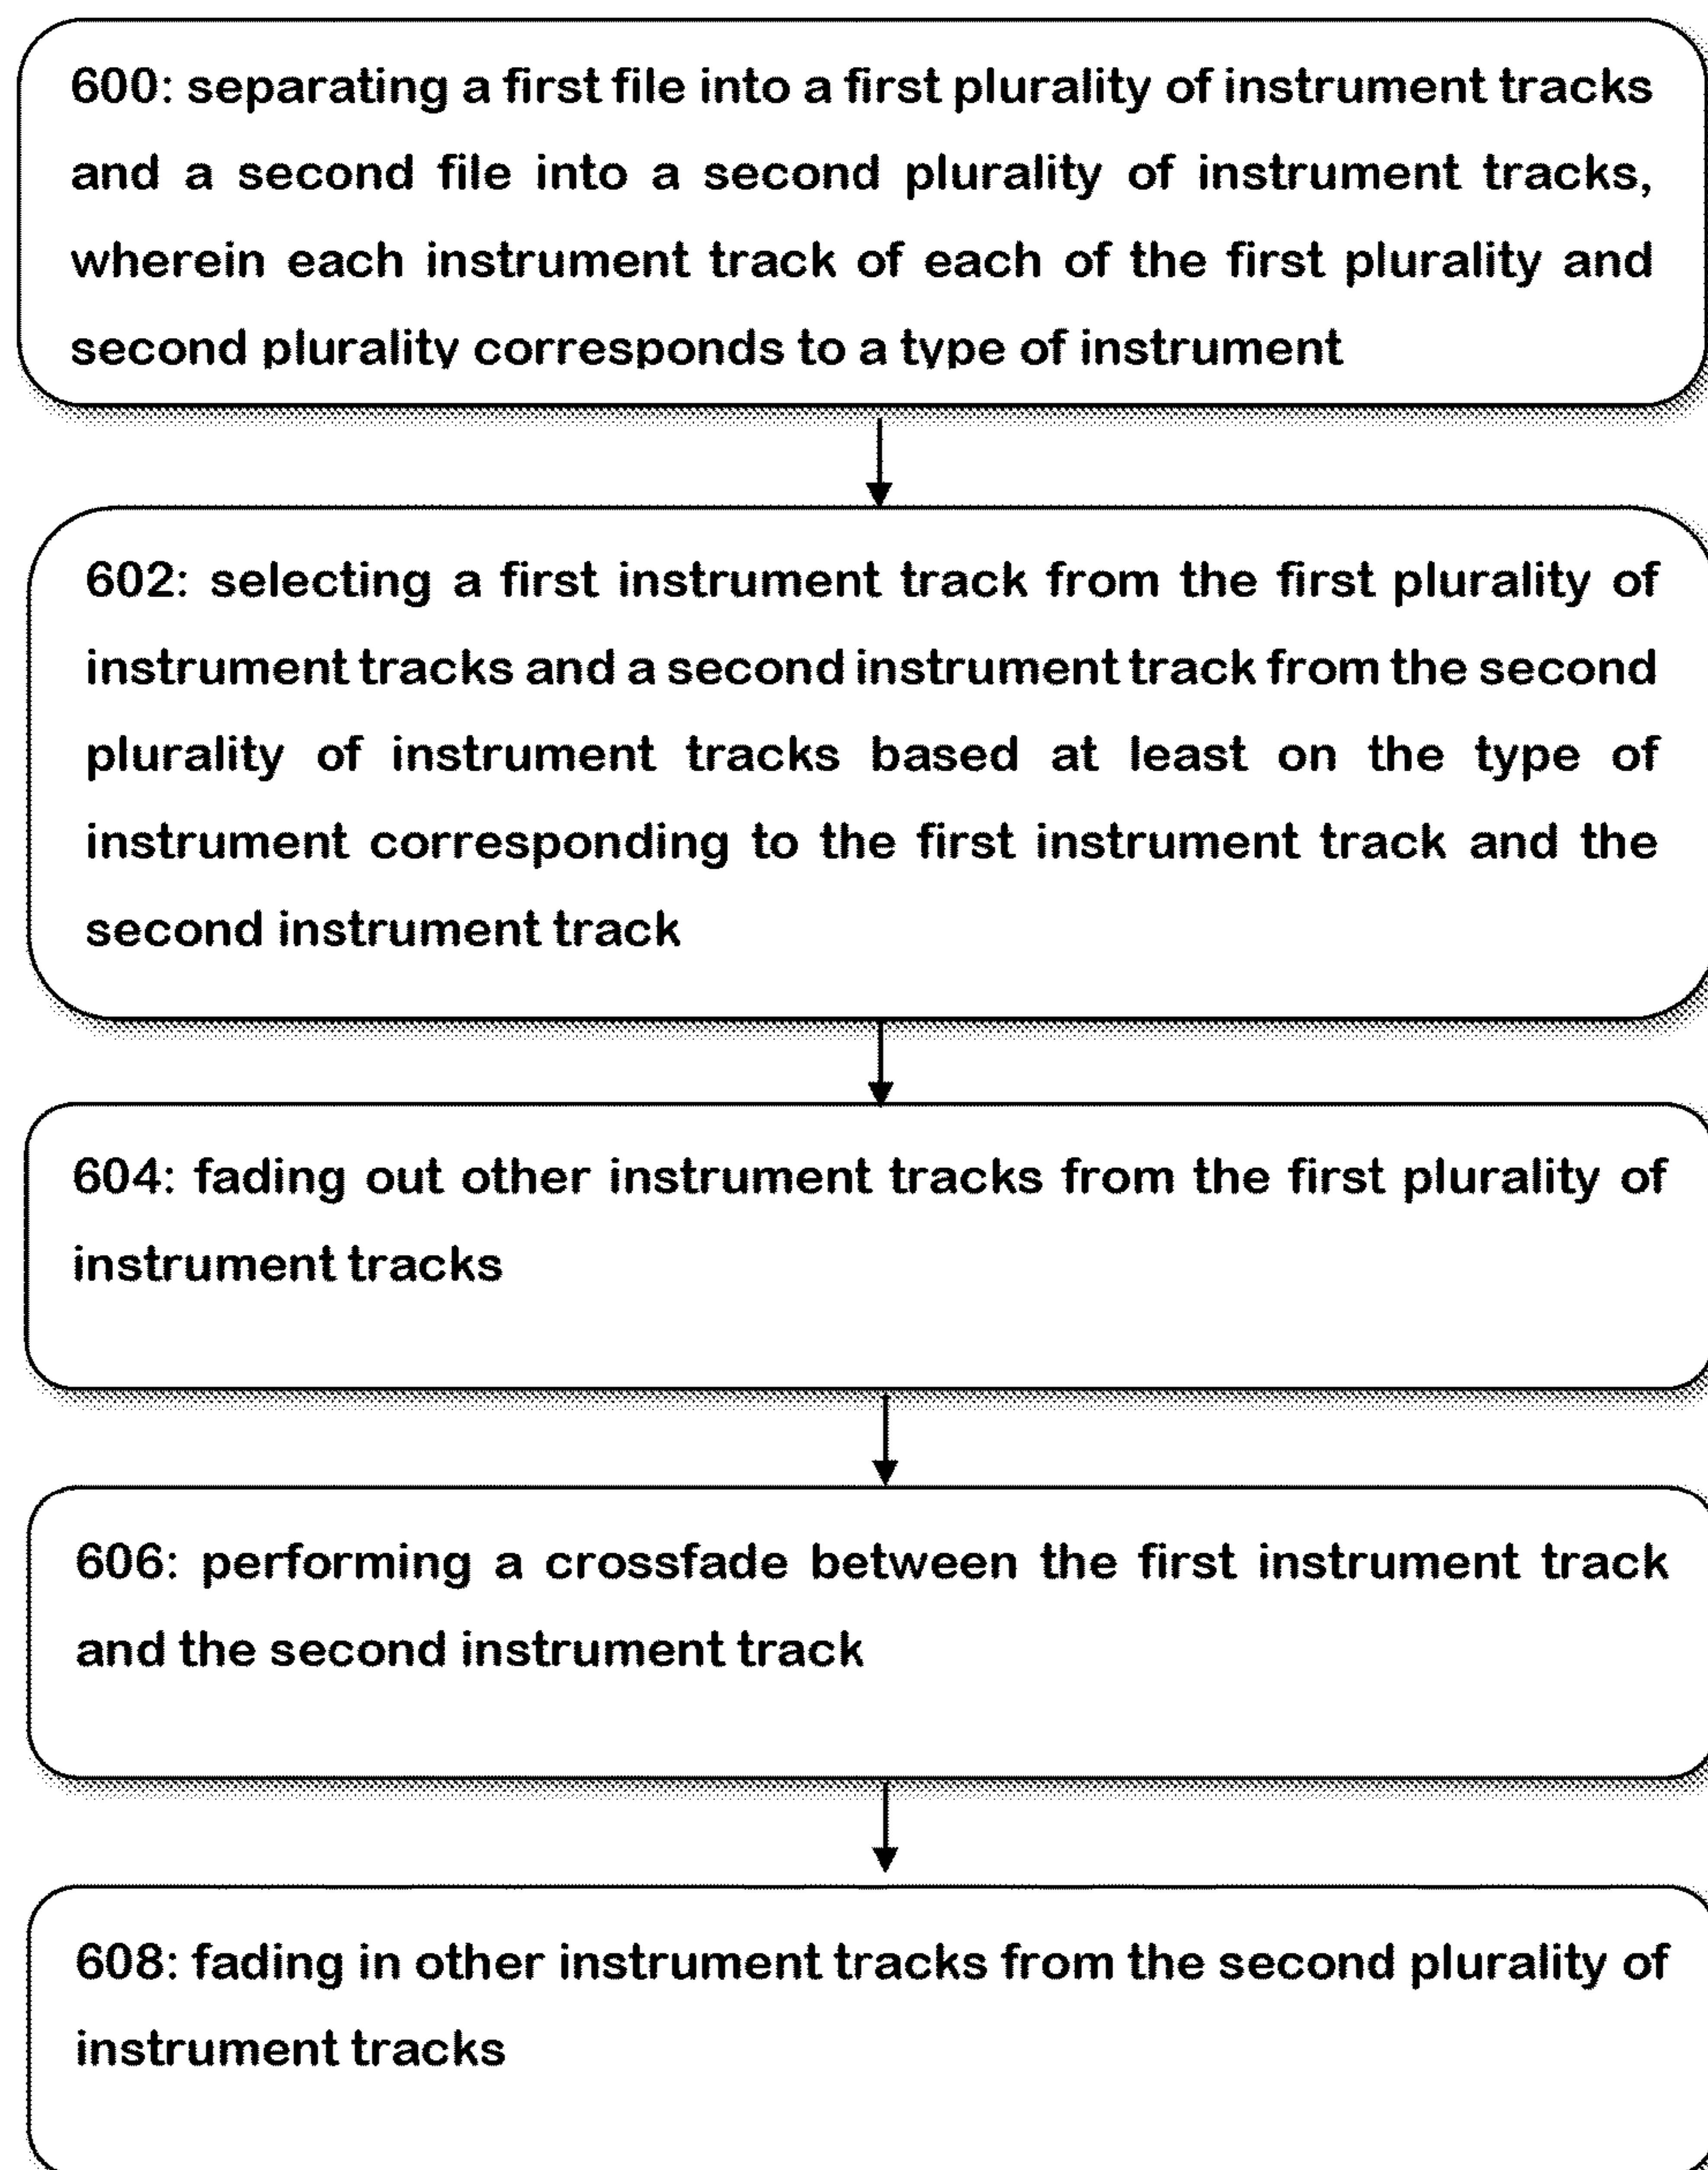 600: separating a first file into a first plurality of instrument tracks
and a second file into a second plurality of instrument tracks,
wherein each instrument track of each of the first plurality and
second plurality corresponds to a type of instrument
602: selecting a first instrument track from the first plurality of
instrument tracks and a second instrument track from the second
plurality of instrument tracks based at least on the type of
instrument corresponding to the first instrument track and the
second instrument track
604: fading out other instrument tracks from the first plurality of
instrument tracks
606: performing a crossfade between the first instrument track
and the second instrument track
608: fading in other instrument tracks from the second plurality of
instrument tracks